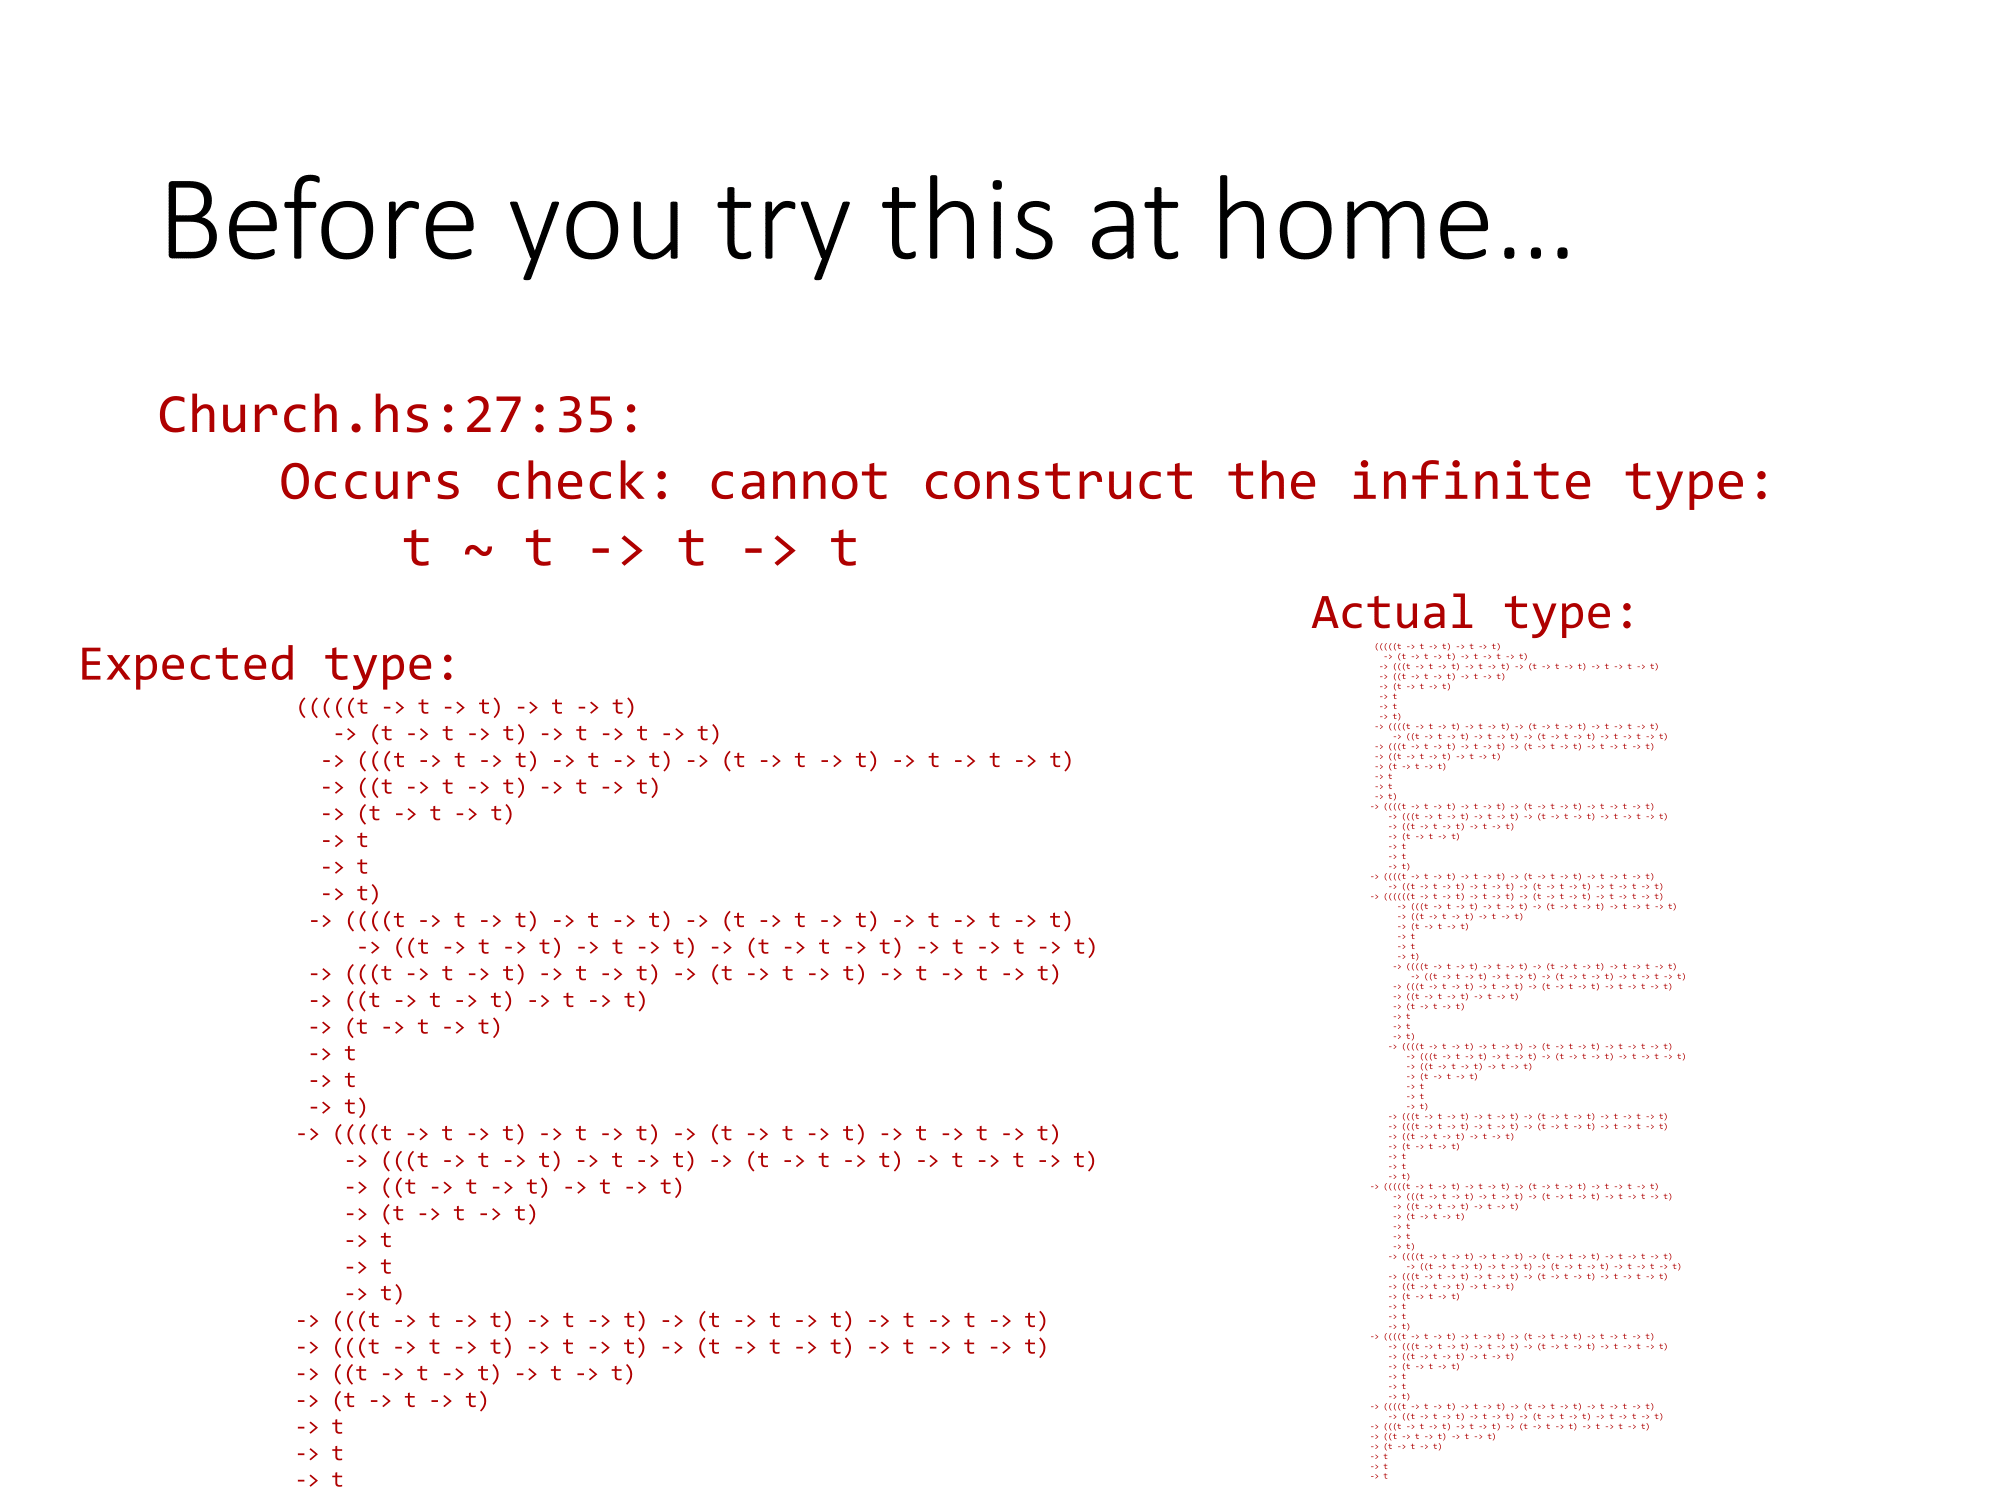 Before you try this at home…
Church.hs:27:35:
Occurs check: cannot construct the infinite type:
t ~ t -> t -> t
Expected type:
(((((t -> t -> t) -> t -> t)
-> (t -> t -> t) -> t -> t -> t)
-> (((t -> t -> t) -> t -> t) -> (t -> t -> t) -> t -> t -> t)
-> ((t -> t -> t) -> t -> t)
-> (t -> t -> t)
-> t
-> t
-> t)
-> ((((t -> t -> t) -> t -> t) -> (t -> t -> t) -> t -> t -> t)
-> ((t -> t -> t) -> t -> t) -> (t -> t -> t) -> t -> t -> t)
-> (((t -> t -> t) -> t -> t) -> (t -> t -> t) -> t -> t -> t)
-> ((t -> t -> t) -> t -> t)
-> (t -> t -> t)
-> t
-> t
-> t)
-> ((((t -> t -> t) -> t -> t) -> (t -> t -> t) -> t -> t -> t)
-> (((t -> t -> t) -> t -> t) -> (t -> t -> t) -> t -> t -> t)
-> ((t -> t -> t) -> t -> t)
-> (t -> t -> t)
-> t
-> t
-> t)
-> (((t -> t -> t) -> t -> t) -> (t -> t -> t) -> t -> t -> t)
-> (((t -> t -> t) -> t -> t) -> (t -> t -> t) -> t -> t -> t)
-> ((t -> t -> t) -> t -> t)
-> (t -> t -> t)
-> t
-> t
-> t
Actual type:
(((((t -> t -> t) -> t -> t)
-> (t -> t -> t) -> t -> t -> t)
-> (((t -> t -> t) -> t -> t) -> (t -> t -> t) -> t -> t -> t)
-> ((t -> t -> t) -> t -> t)
-> (t -> t -> t)
-> t
-> t
-> t)
-> ((((t -> t -> t) -> t -> t) -> (t -> t -> t) -> t -> t -> t)
-> ((t -> t -> t) -> t -> t) -> (t -> t -> t) -> t -> t -> t)
-> (((t -> t -> t) -> t -> t) -> (t -> t -> t) -> t -> t -> t)
-> ((t -> t -> t) -> t -> t)
-> (t -> t -> t)
-> t
-> t
-> t)
-> ((((t -> t -> t) -> t -> t) -> (t -> t -> t) -> t -> t -> t)
-> (((t -> t -> t) -> t -> t) -> (t -> t -> t) -> t -> t -> t)
-> ((t -> t -> t) -> t -> t)
-> (t -> t -> t)
-> t
-> t
-> t)
-> ((((t -> t -> t) -> t -> t) -> (t -> t -> t) -> t -> t -> t)
-> ((t -> t -> t) -> t -> t) -> (t -> t -> t) -> t -> t -> t)
-> ((((((t -> t -> t) -> t -> t) -> (t -> t -> t) -> t -> t -> t)
-> (((t -> t -> t) -> t -> t) -> (t -> t -> t) -> t -> t -> t)
-> ((t -> t -> t) -> t -> t)
-> (t -> t -> t)
-> t
-> t
-> t)
-> ((((t -> t -> t) -> t -> t) -> (t -> t -> t) -> t -> t -> t)
-> ((t -> t -> t) -> t -> t) -> (t -> t -> t) -> t -> t -> t)
-> (((t -> t -> t) -> t -> t) -> (t -> t -> t) -> t -> t -> t)
-> ((t -> t -> t) -> t -> t)
-> (t -> t -> t)
-> t
-> t
-> t)
-> ((((t -> t -> t) -> t -> t) -> (t -> t -> t) -> t -> t -> t)
-> (((t -> t -> t) -> t -> t) -> (t -> t -> t) -> t -> t -> t)
-> ((t -> t -> t) -> t -> t)
-> (t -> t -> t)
-> t
-> t
-> t)
-> (((t -> t -> t) -> t -> t) -> (t -> t -> t) -> t -> t -> t)
-> (((t -> t -> t) -> t -> t) -> (t -> t -> t) -> t -> t -> t)
-> ((t -> t -> t) -> t -> t)
-> (t -> t -> t)
-> t
-> t
-> t)
-> (((((t -> t -> t) -> t -> t) -> (t -> t -> t) -> t -> t -> t)
-> (((t -> t -> t) -> t -> t) -> (t -> t -> t) -> t -> t -> t)
-> ((t -> t -> t) -> t -> t)
-> (t -> t -> t)
-> t
-> t
-> t)
-> ((((t -> t -> t) -> t -> t) -> (t -> t -> t) -> t -> t -> t)
-> ((t -> t -> t) -> t -> t) -> (t -> t -> t) -> t -> t -> t)
-> (((t -> t -> t) -> t -> t) -> (t -> t -> t) -> t -> t -> t)
-> ((t -> t -> t) -> t -> t)
-> (t -> t -> t)
-> t
-> t
-> t)
-> ((((t -> t -> t) -> t -> t) -> (t -> t -> t) -> t -> t -> t)
-> (((t -> t -> t) -> t -> t) -> (t -> t -> t) -> t -> t -> t)
-> ((t -> t -> t) -> t -> t)
-> (t -> t -> t)
-> t
-> t
-> t)
-> ((((t -> t -> t) -> t -> t) -> (t -> t -> t) -> t -> t -> t)
-> ((t -> t -> t) -> t -> t) -> (t -> t -> t) -> t -> t -> t)
-> (((t -> t -> t) -> t -> t) -> (t -> t -> t) -> t -> t -> t)
-> ((t -> t -> t) -> t -> t)
-> (t -> t -> t)
-> t
-> t
-> t